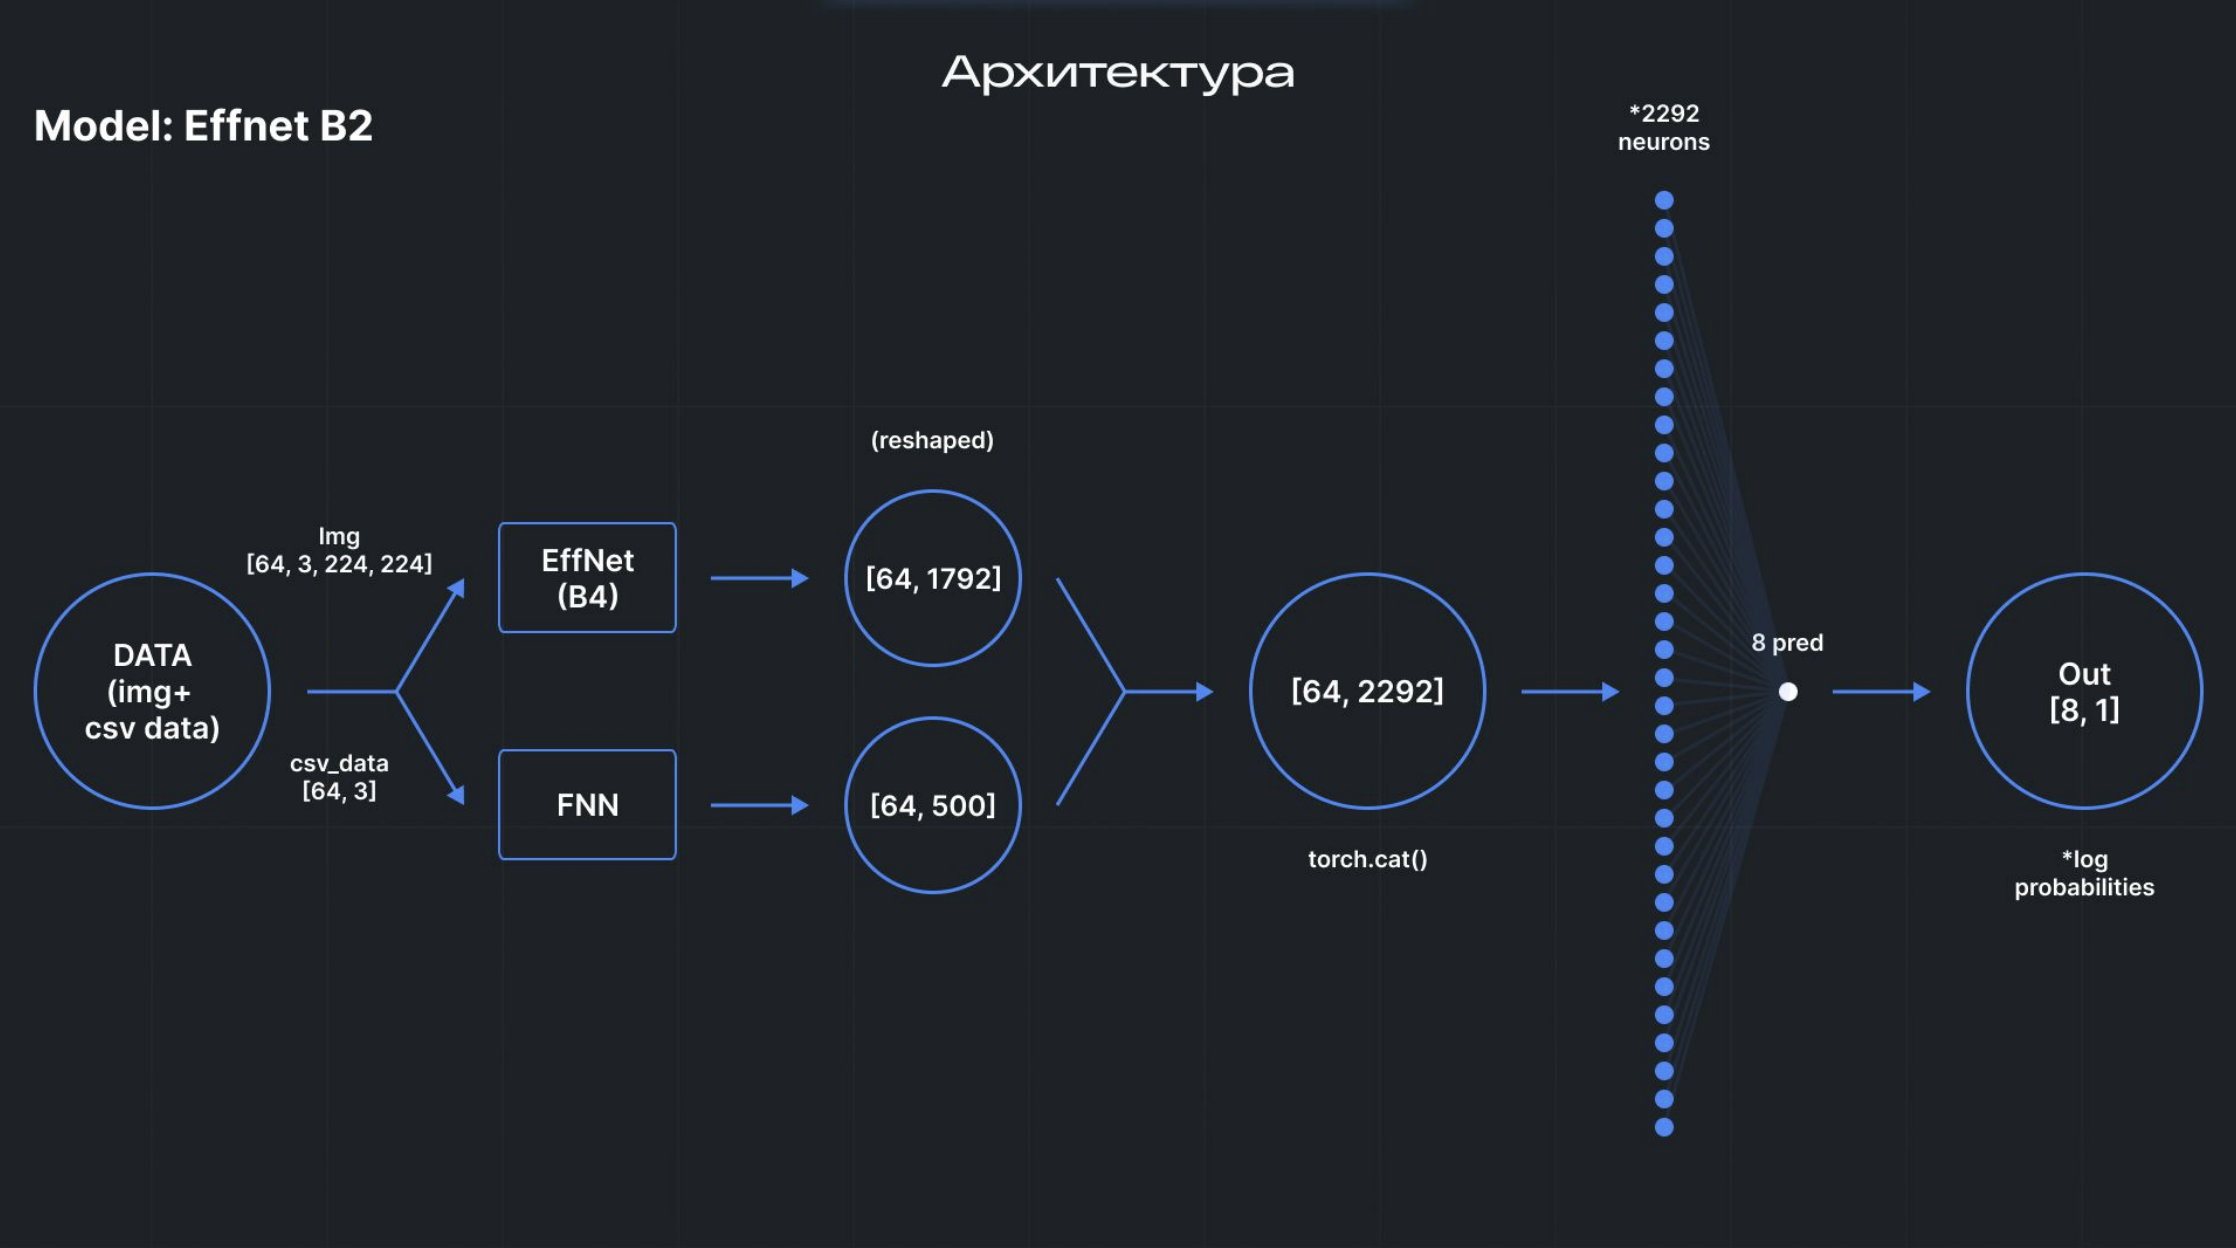 Архитектура
Model: Effnet B2
*2292
neurons
(reshaped)
Img
[64, 3, 224, 224]
EffNet
(B4)
[64, 1792]
DATA
(img+
csv data)
csv_data
[64, 3]
FNN
[64, 500]
[64, 2292]
torch.cat()
8 pred
Out
[8, 1]
*log
probabilities